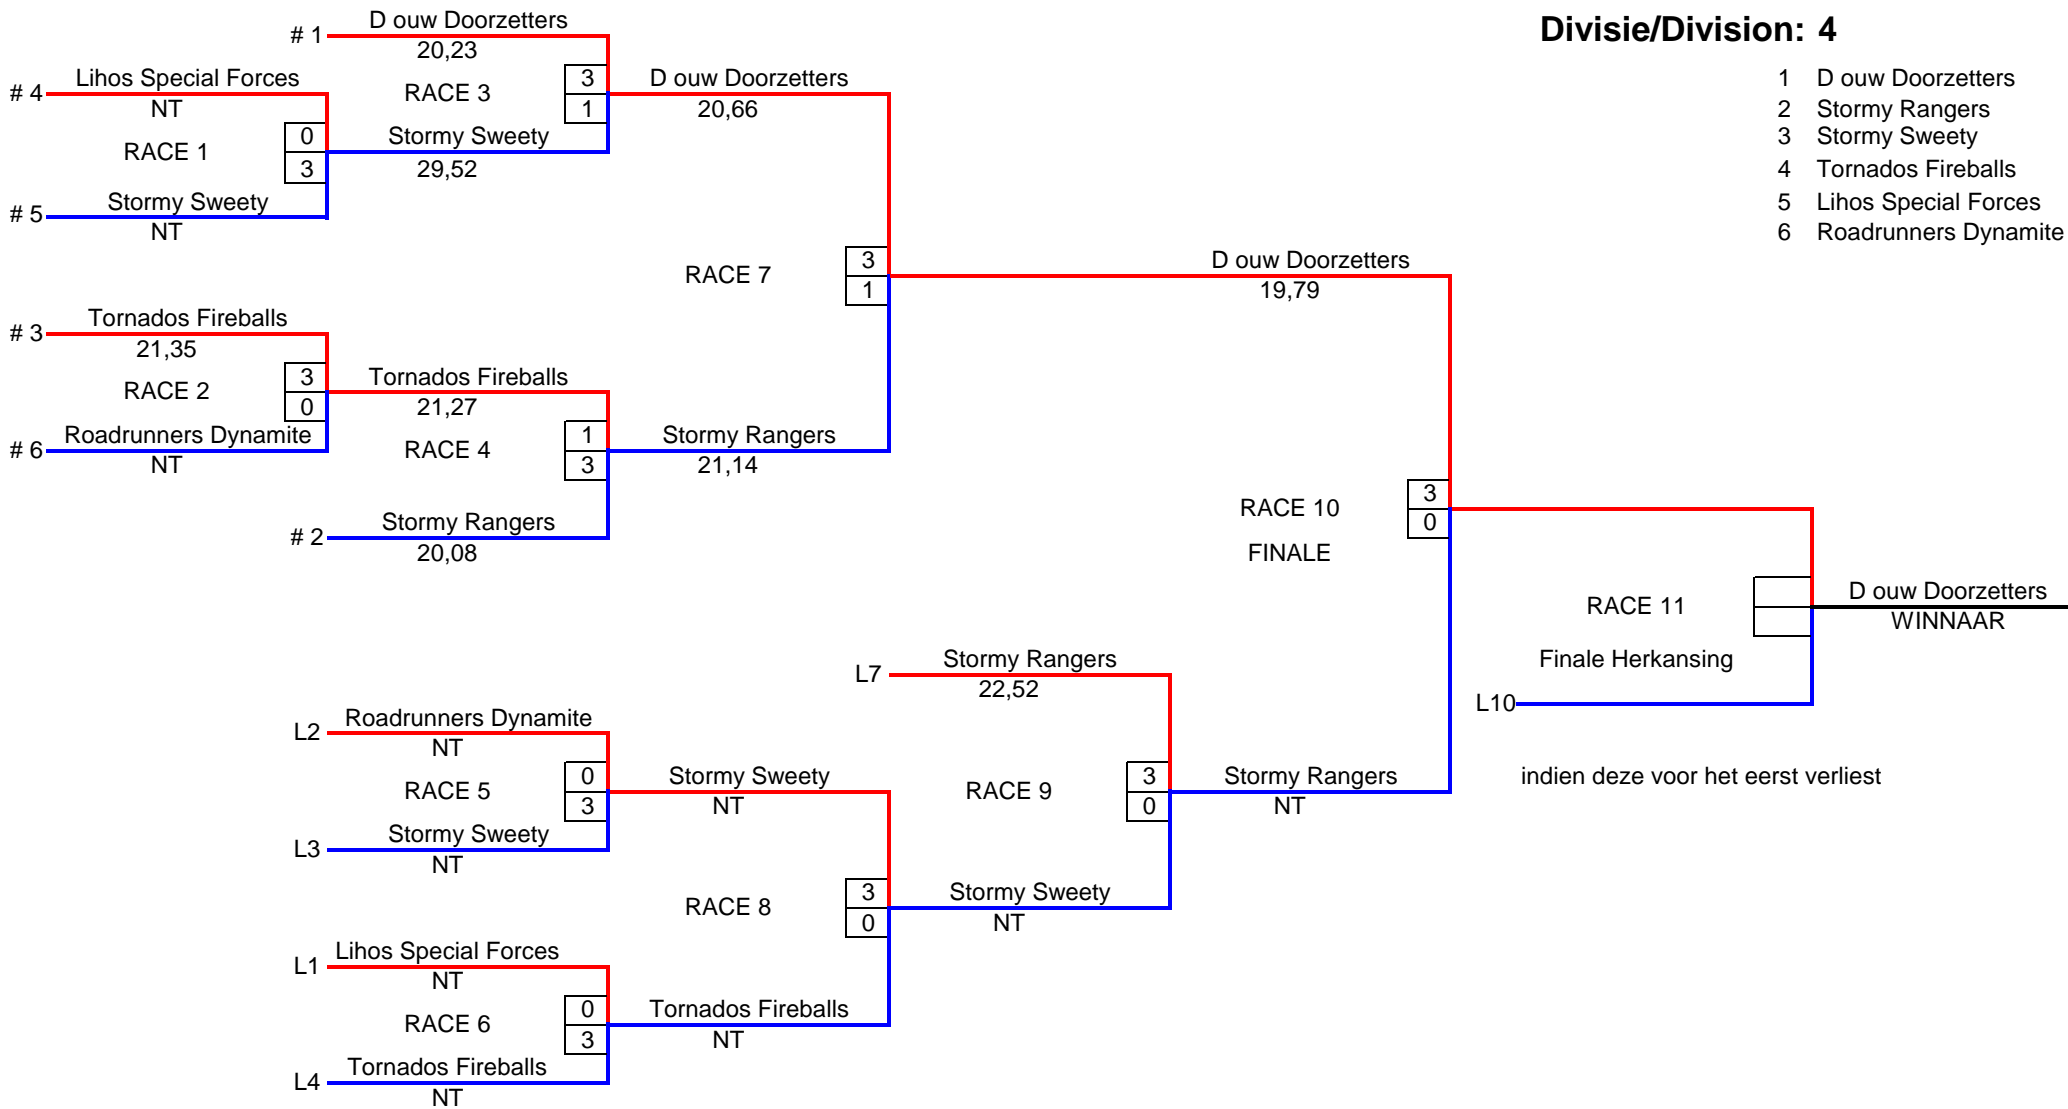 Divisie/Division: 4
1 D ouw Doorzetters
2 Stormy Rangers
3 Stormy Sweety
4 Tornados Fireballs
5 Lihos Special Forces
6 Roadrunners Dynamite
# 1
D ouw Doorzetters
20,23
RACE 3
3
1
# 4
Lihos Special Forces
NT
RACE 1
0
3
# 5
Stormy Sweety
NT
Stormy Sweety
29,52
D ouw Doorzetters
20,66
RACE 7
3
1
# 3
Tornados Fireballs
21,35
RACE 2
3
0
# 6
Roadrunners Dynamite
NT
Tornados Fireballs
21,27
RACE 4
1
3
# 2
Stormy Rangers
20,08
Stormy Rangers
21,14
D ouw Doorzetters
19,79
RACE 10
FINALE
3
0
RACE 11
Finale Herkansing
L10
indien deze voor het eerst verliest
D ouw Doorzetters
WINNAAR
L7
Stormy Rangers
22,52
RACE 9
3
0
Stormy Rangers
NT
L2
Roadrunners Dynamite
NT
RACE 5
0
3
L3
Stormy Sweety
NT
Stormy Sweety
NT
RACE 8
3
0
Stormy Sweety
NT
L1
Lihos Special Forces
NT
RACE 6
0
3
L4
Tornados Fireballs
NT
Tornados Fireballs
NT